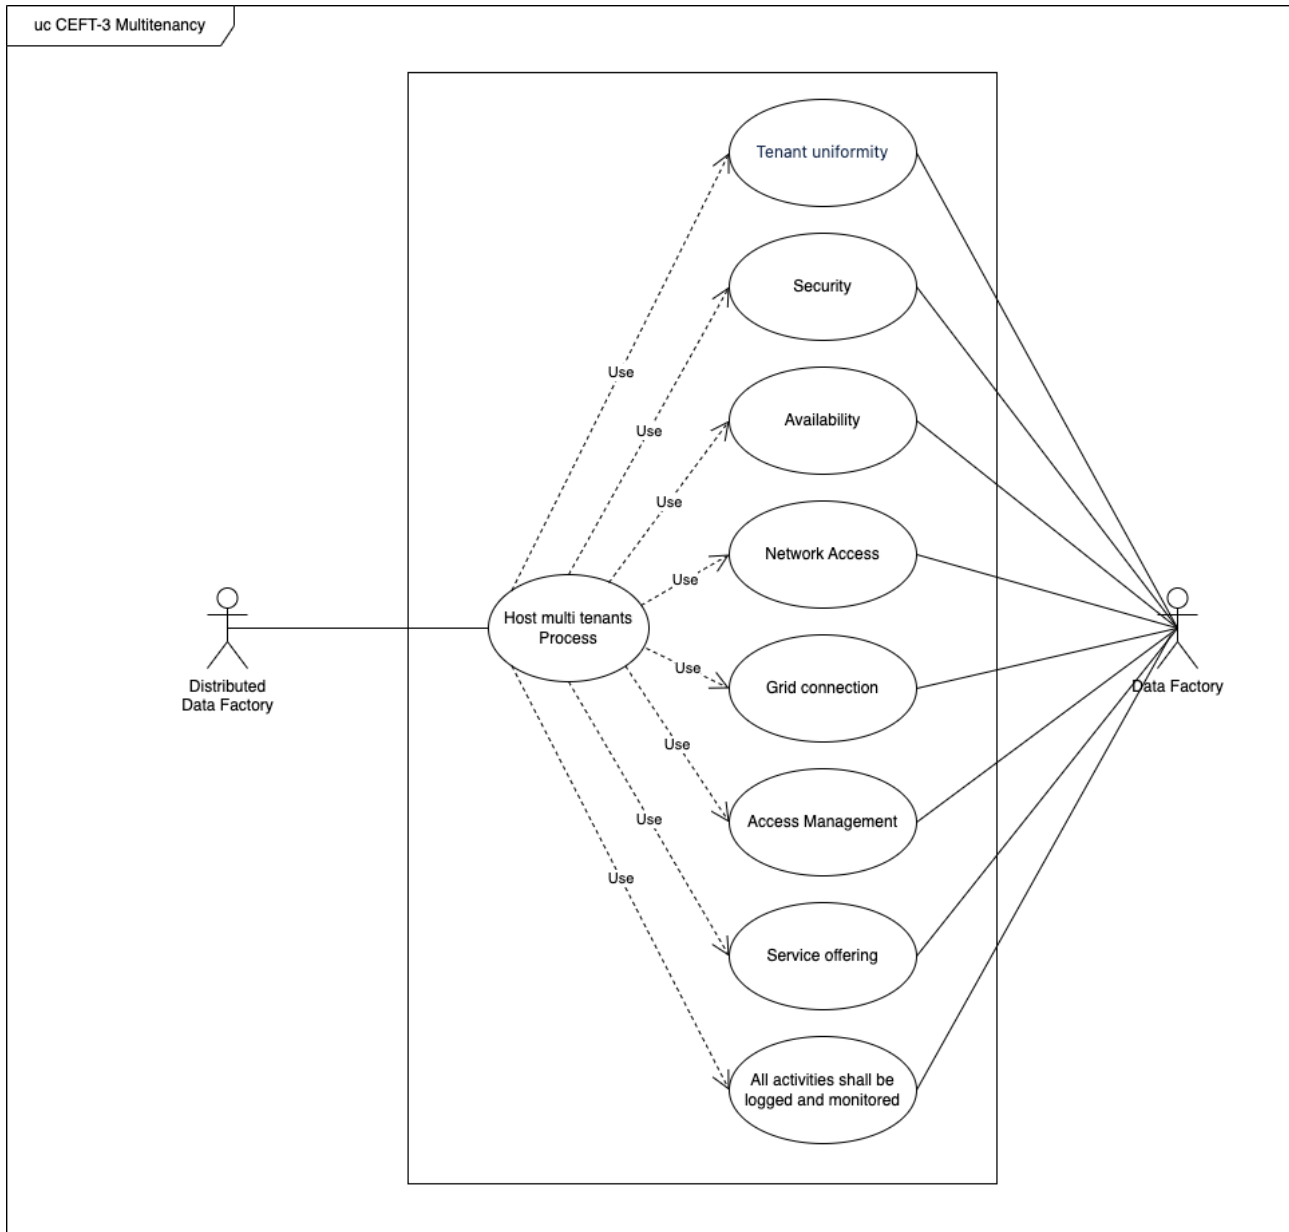 uc CEFT-3 Multitenancy
Tenant uniformity
Security
Use
Use
Availability
Use
Network Access
Use
Host multi tenants
Process
Use
Grid connection
Distributed
Data Factory
Data Factory
Use
Access Management
Use
Use
Service offering
All activities shall be
logged and monitored